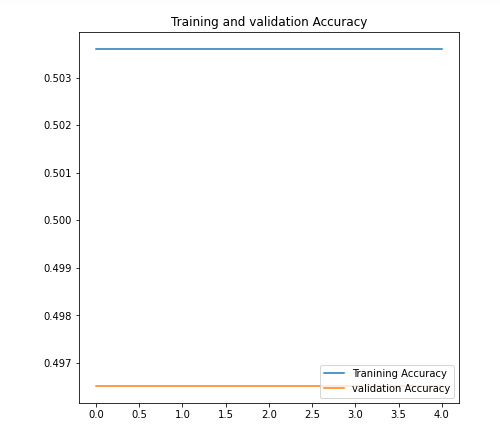 Training and validation Accuracy
0.503
0.502
0.501
0.500
0.499
0.498
0.497
Tranining Accuracy
validation Accuracy
0.0 0.5 1.0 1.5 2.0 2.5 3.0 3.5 4.0